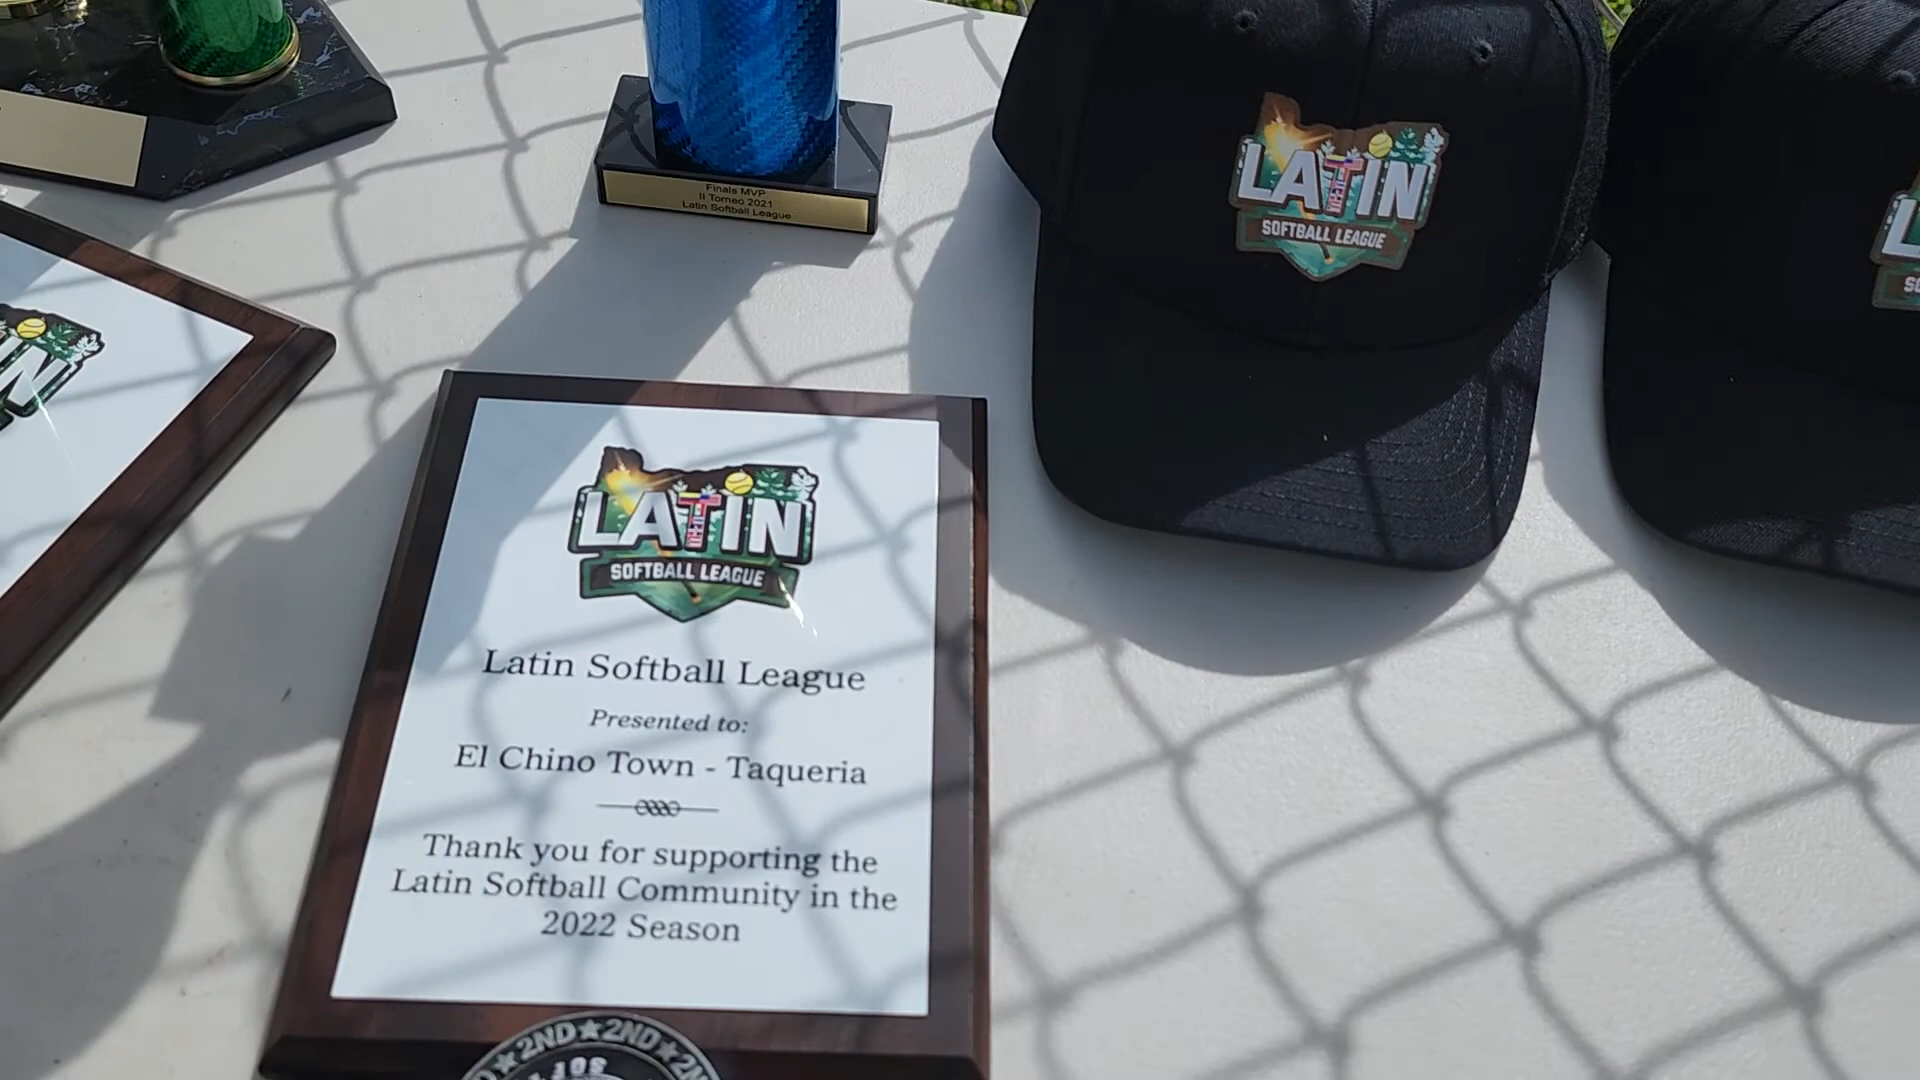 Finals MVP
II Torneo 2021
Latin Softball League
LATIN
SOFTBALL LEAGUE
LATIN
SOFTBALL LEAGUE
Latin Softball League
Presented to:
El Chino Town - Taqueria
Thank you for supporting the
Latin Softball Community in the
2022 Season
2ND★2ND★